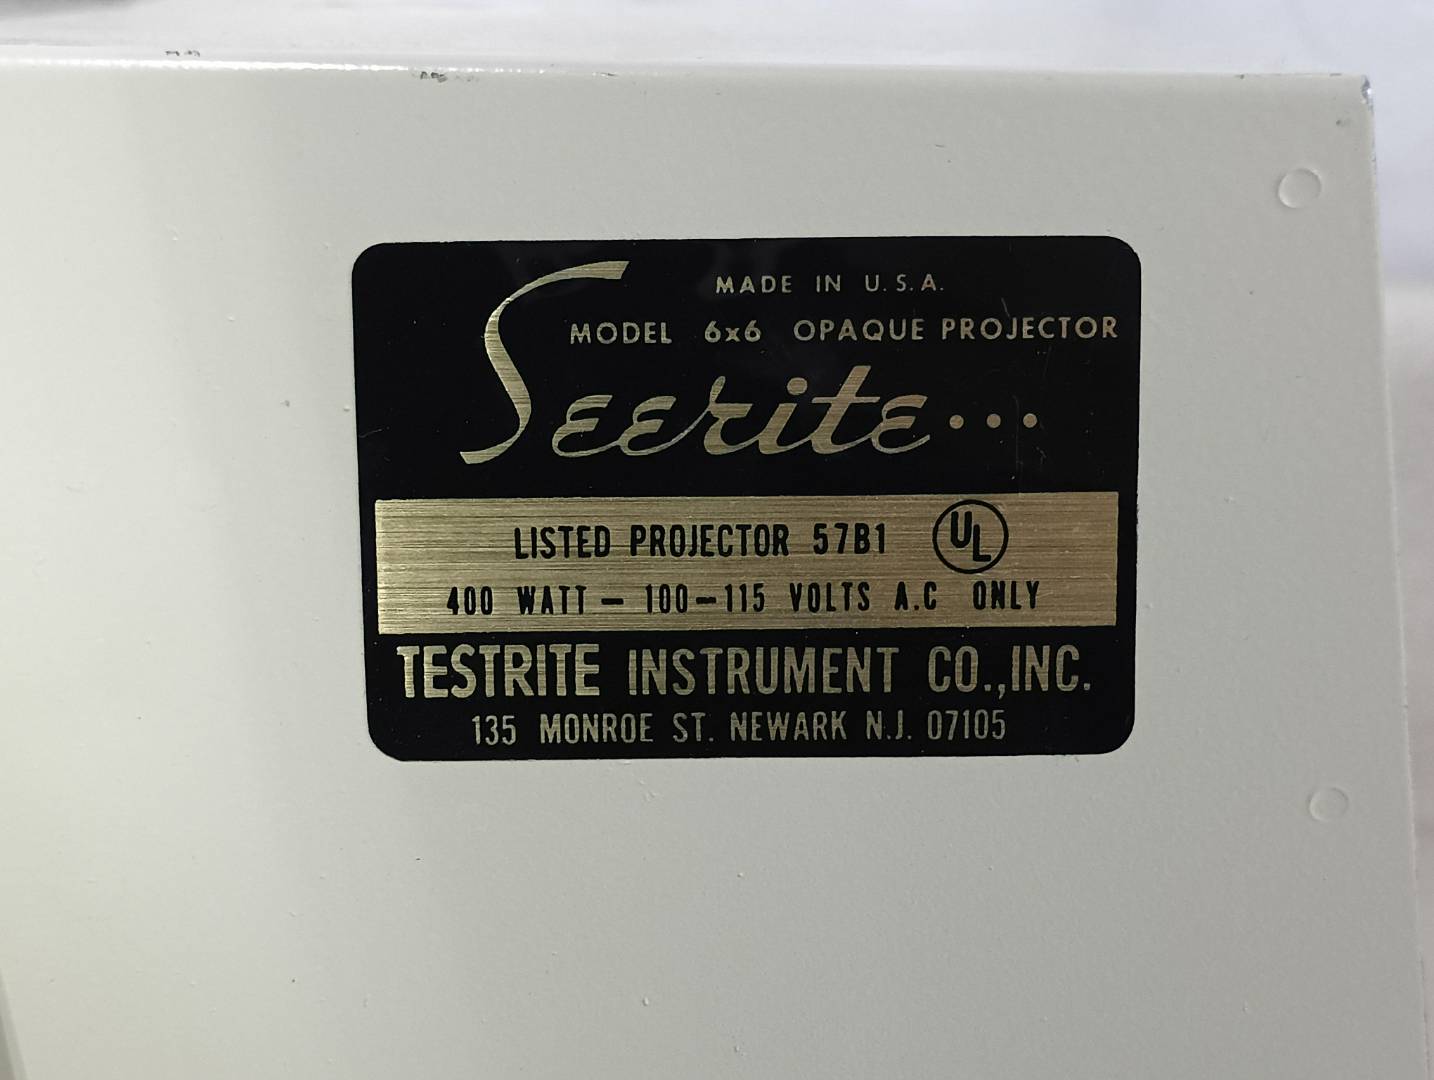 MADE IN U.S.A.
MODEL 6x6 OPAQUE PROJECTOR
Seerite...
LISTED PROJECTOR 57B1 UL
400 WATT - 100-115 VOLTS A.C ONLY
TESTRITE INSTRUMENT CO., INC.
135 MONROE ST. NEWARK N.J. 07105